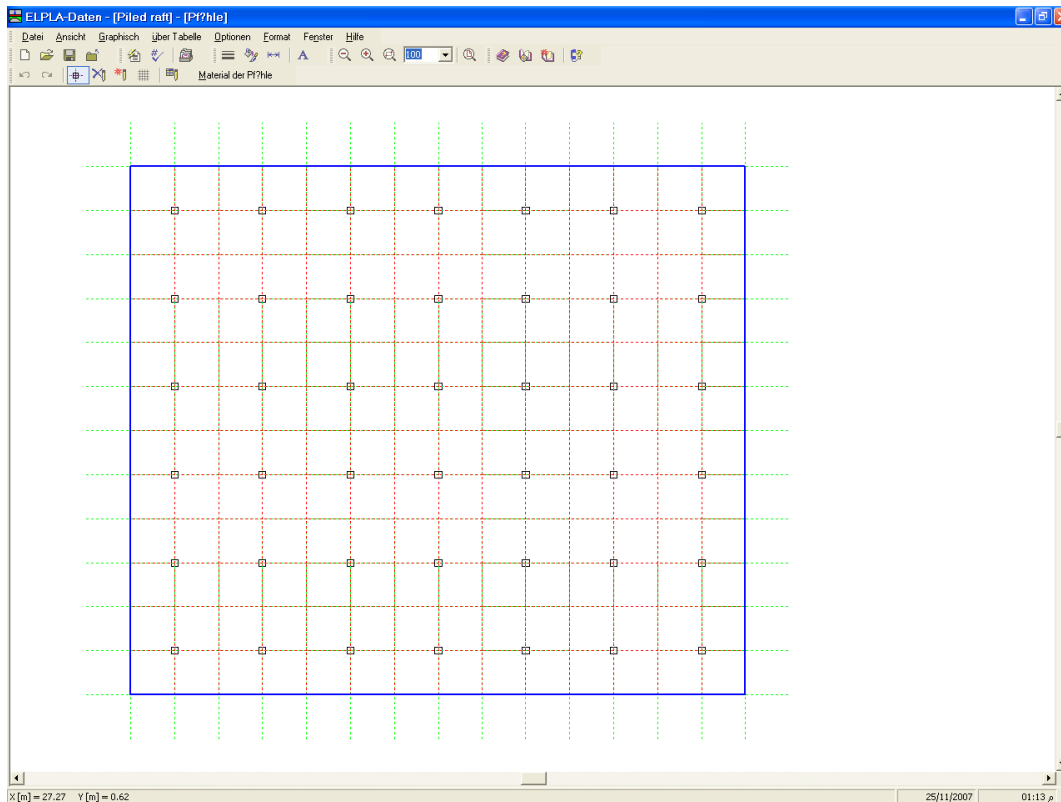 ELPLA-Daten - [Piled raft] - [Pf?hle]
Datei Ansicht Graphisch über Tabelle Optionen Format Fenster Hilfe
100
Material der Pf?hle
X [m] = 27.27 Y [m] = 0.62 25/11/2007 01:13 م